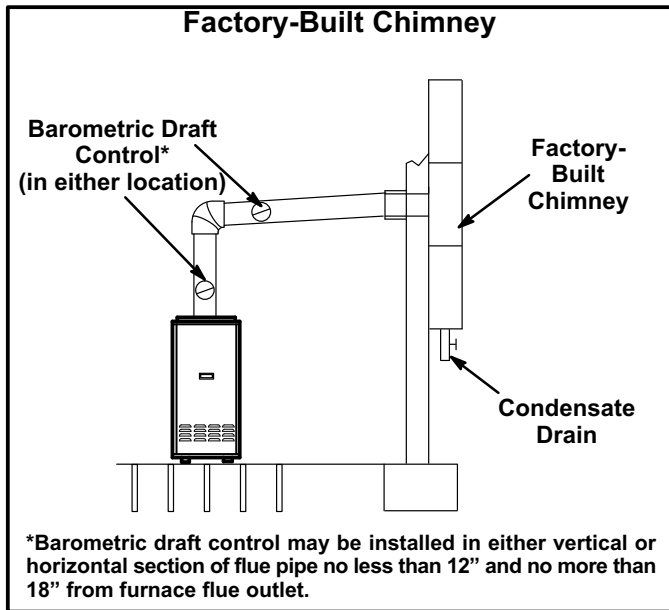 Factory-Built Chimney
Barometric Draft
Control*
(in either location)
Factory-
Built
Chimney
Condensate
Drain
*Barometric draft control may be installed in either vertical or
horizontal section of flue pipe no less than 12” and no more than
18” from furnace flue outlet.